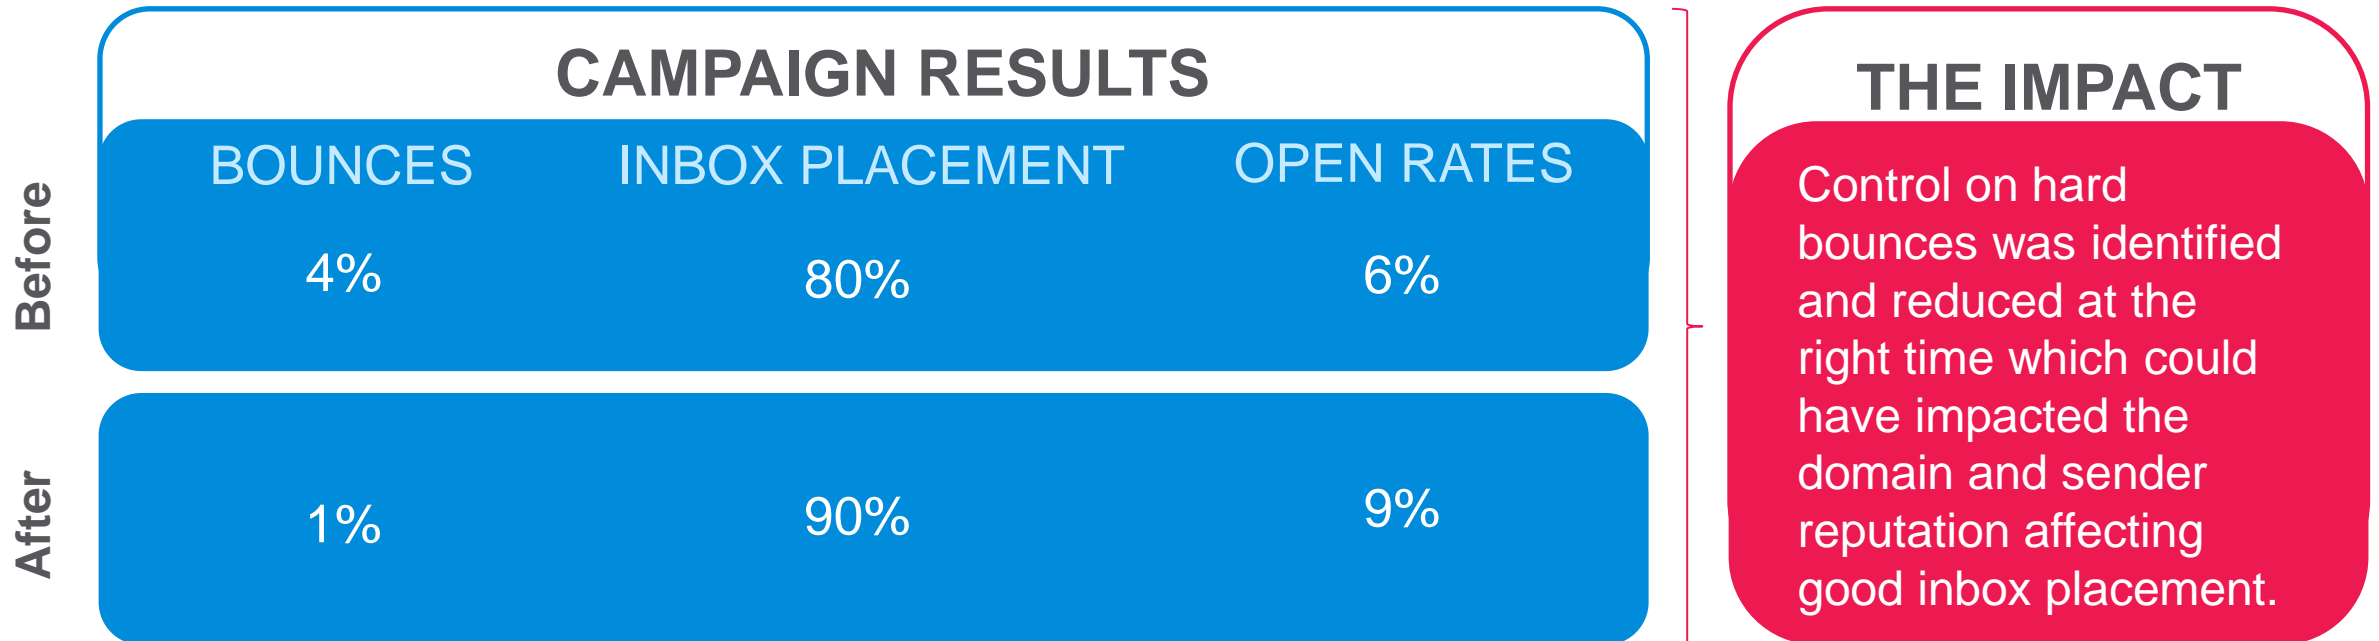 CAMPAIGN RESULTS
BOUNCES INBOX PLACEMENT OPEN RATES
Before
4% 80% 6%
After
1% 90% 9%
THE IMPACT
Control on hard
bounces was identified
and reduced at the
right time which could
have impacted the
domain and sender
reputation affecting
good inbox placement.